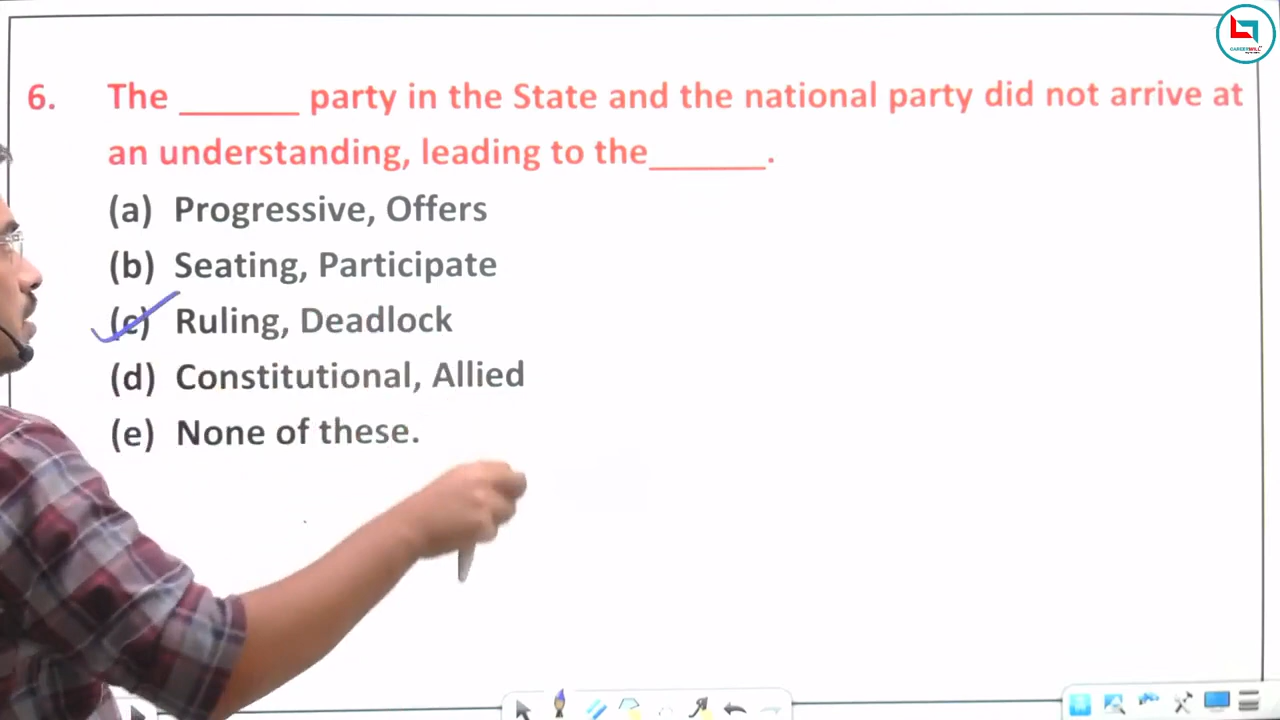 6. The _______ party in the State and the national party did not arrive at
an understanding, leading to the_______.
(a) Progressive, Offers
(b) Seating, Participate
(c) Ruling, Deadlock
(d) Constitutional, Allied
(e) None of these.